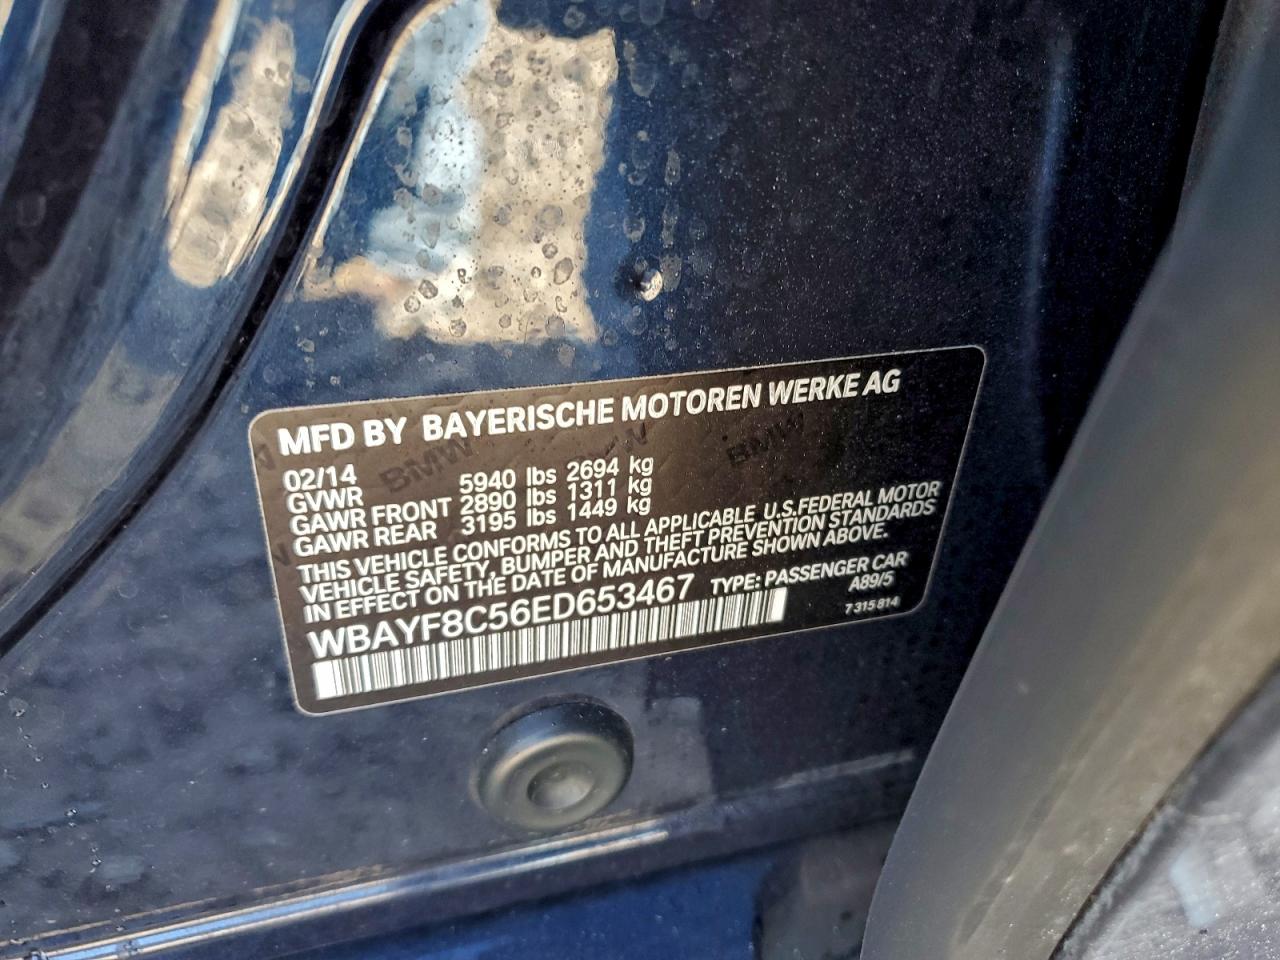 MFD BY BAYERISCHE MOTOREN WERKE AG
02/14
GVWR 5940 lbs 2694 kg
GAWR FRONT 2890 lbs 1311 kg
GAWR REAR 3195 lbs 1449 kg
THIS VEHICLE CONFORMS TO ALL APPLICABLE U.S.FEDERAL MOTOR
VEHICLE SAFETY, BUMPER AND THEFT PREVENTION STANDARDS
IN EFFECT ON THE DATE OF MANUFACTURE SHOWN ABOVE.
WBAYF8C56ED653467 TYPE: PASSENGER CAR
A89/5
7 315 814
BMW
BMW